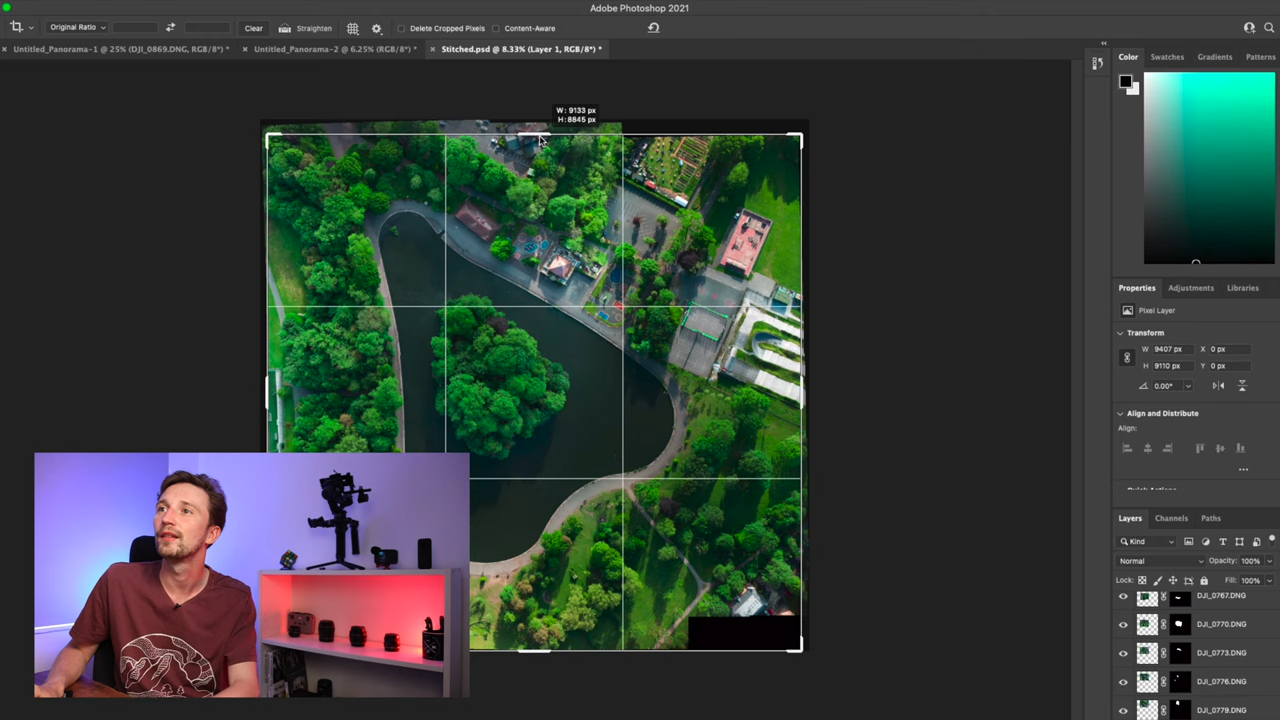 Adobe Photoshop 2021
Original Ratio
Clear
Straighten
Delete Cropped Pixels
Content-Aware
Untitled_Panorama-1 @ 25% (DJI_0869.DNG, RGB/8*) *
Untitled_Panorama-2 @ 6.25% (RGB/8*) *
Stitched.psd @ 8.33% (Layer 1, RGB/8*) *
Color
Swatches
Gradients
Patterns
W: 9133 px
H: 8845 px
Properties
Adjustments
Libraries
Pixel Layer
Transform
W 9407 px X 0 px
H 9110 px Y 0 px
0.00°
Align and Distribute
Align:
Layers
Channels
Paths
Kind
Normal
Opacity: 100%
Lock:
Fill: 100%
DJI_0767.DNG
DJI_0770.DNG
DJI_0773.DNG
DJI_0776.DNG
DJI_0779.DNG